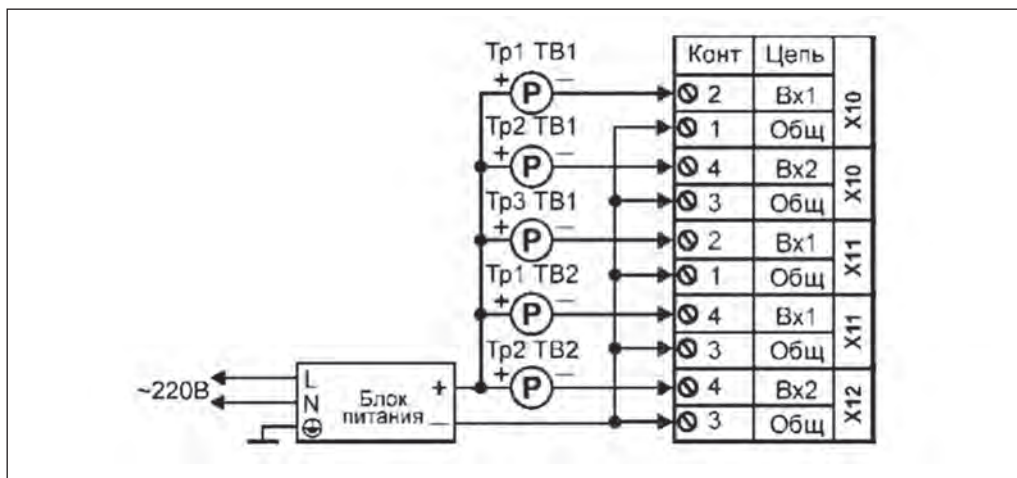 Тр1 ТВ1
+ Р −
Тр2 ТВ1
+ Р −
Тр3 ТВ1
+ Р −
Тр1 ТВ2
+ Р −
Тр2 ТВ2
+ Р −
~220В
L
N
Блок
питания
+
−
Конт Цепь
2 Вх1
1 Общ
X10
4 Вх2
3 Общ
X10
2 Вх1
1 Общ
X11
4 Вх1
3 Общ
X11
4 Вх2
3 Общ
X12